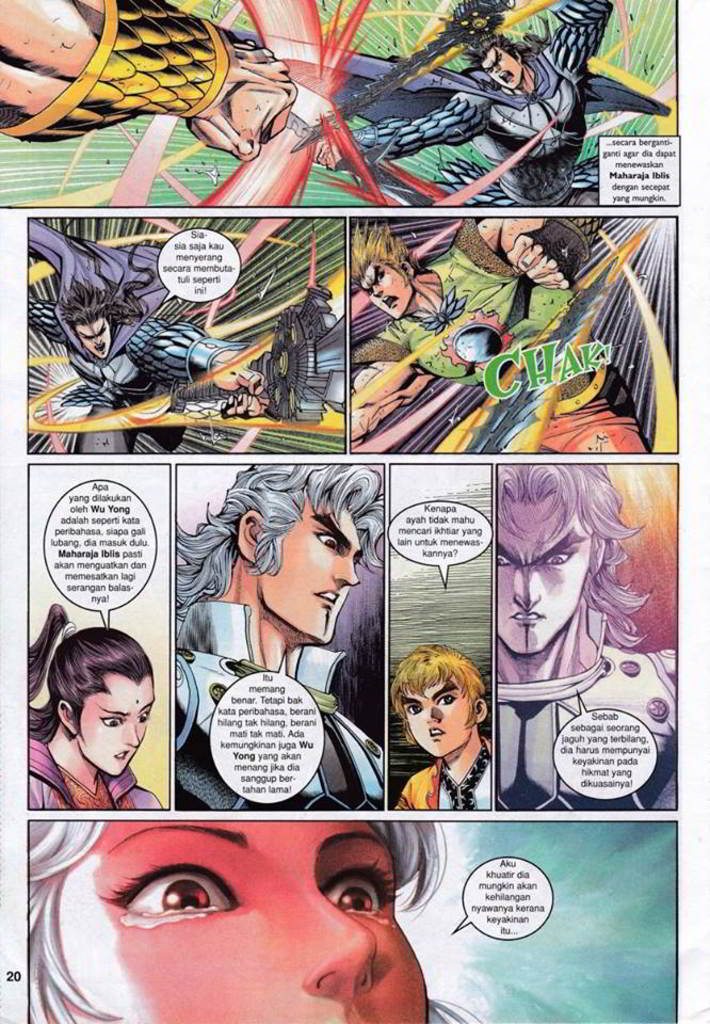 ...secara berganti-
ganti agar dia dapat
menewaskan
Maharaja Iblis
dengan secepat
yang mungkin.
Sia-
sia saja kau
menyerang
secara membuta-
tuli seperti
ini!
CHAK!
Apa
yang dilakukan
oleh Wu Yong
adalah seperti kata
peribahasa, siapa gali
lubang, dia masuk dulu.
Maharaja Iblis pasti
akan menguatkan dan
memesatkan lagi
serangan balas-
nya!
Itu
memang
benar. Tetapi bak
kata peribahasa, berani
hilang tak hilang, berani
mati tak mati. Ada
kemungkinan juga Wu
Yong yang akan
menang jika dia
sanggup ber-
tahan lama!
Kenapa
ayah tidak mahu
mencari ikhtiar yang
lain untuk menewas-
kannya?
Sebab
sebagai seorang
jaguh yang terbilang,
dia harus mempunyai
keyakinan pada
hikmat yang
dikuasainya!
Aku
khuatir dia
mungkin akan
kehilangan
nyawanya kerana
keyakinan
itu...
20